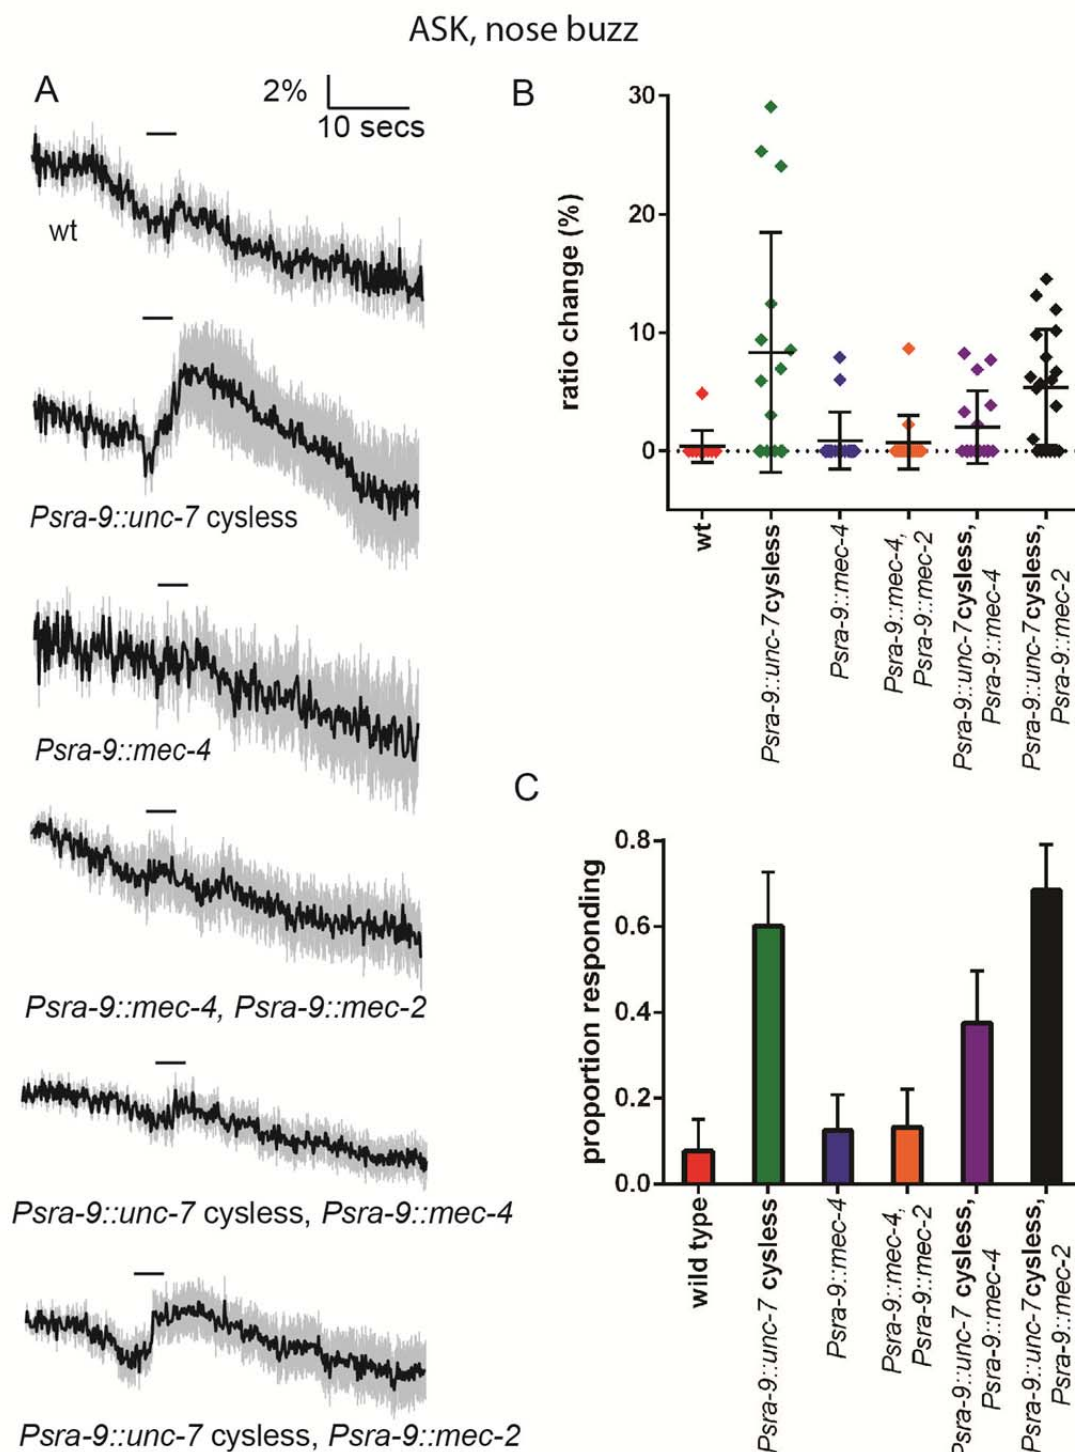 ASK, nose buzz
A
2%
10 secs
wt
Psra-9::unc-7 cysless
Psra-9::mec-4
Psra-9::mec-4, Psra-9::mec-2
Psra-9::unc-7 cysless, Psra-9::mec-4
Psra-9::unc-7 cysless, Psra-9::mec-2
B
ratio change (%)
30
20
10
0
wt
Psra-9::unc-7cysless
Psra-9::mec-4
Psra-9::mec-4,
Psra-9::mec-2
Psra-9::unc-7cysless,
Psra-9::mec-4
Psra-9::unc-7cysless,
Psra-9::mec-2
C
proportion responding
0.8
0.6
0.4
0.2
0.0
wild type
Psra-9::unc-7 cysless
Psra-9::mec-4
Psra-9::mec-4,
Psra-9::mec-2
Psra-9::unc-7 cysless,
Psra-9::mec-4
Psra-9::unc-7cysless,
Psra-9::mec-2